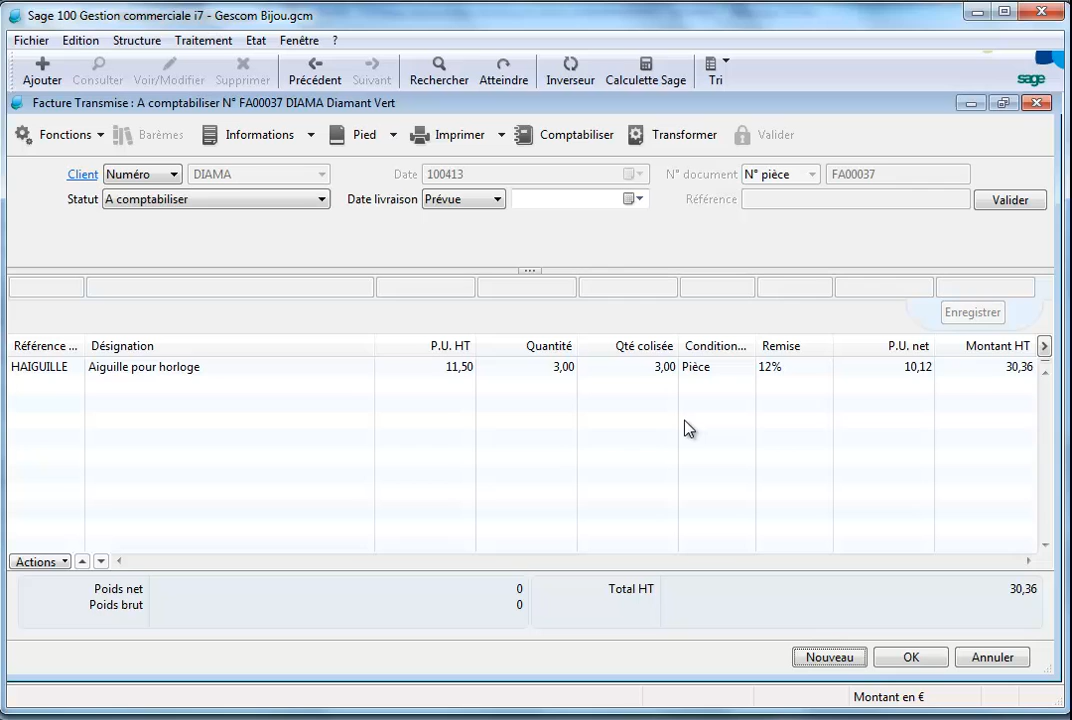 Sage 100 Gestion commerciale i7 - Gescom Bijou.gcm
Fichier Edition Structure Traitement Etat Fenêtre ?
Ajouter Consulter Voir/Modifier Supprimer Précédent Suivant Rechercher Atteindre Inverseur Calculette Sage Tri sage
Facture Transmise : A comptabiliser N° FA00037 DIAMA Diamant Vert
Fonctions Barèmes Informations Pied Imprimer Comptabiliser Transformer Valider
Client Numéro DIAMA Date 100413 N° document N° pièce FA00037
Statut A comptabiliser Date livraison Prévue Référence Valider
Enregistrer
Référence ... Désignation P.U. HT Quantité Qté colisée Condition... Remise P.U. net Montant HT
HAIGUILLE Aiguille pour horloge 11,50 3,00 3,00 Pièce 12% 10,12 30,36
Actions
Poids net 0 Total HT 30,36
Poids brut 0
Nouveau OK Annuler
Montant en €